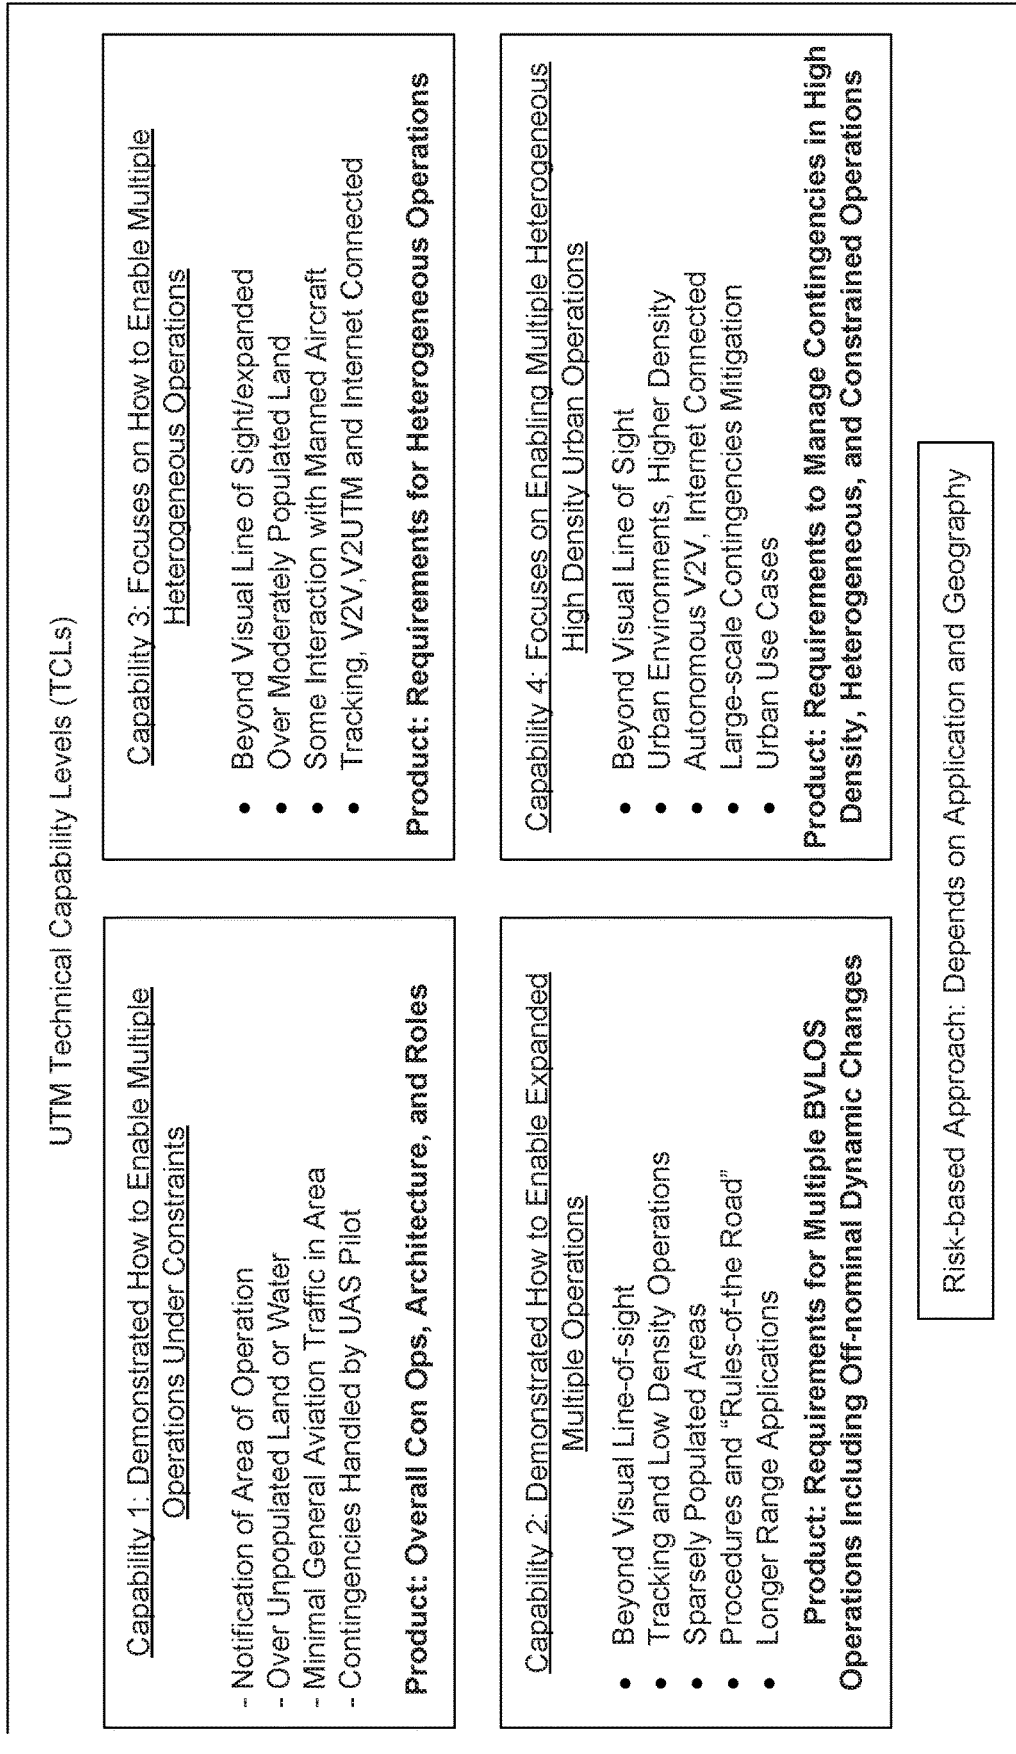 UTM Technical Capability Levels (TCLs)
Capability 1: Demonstrated How to Enable Multiple
Operations Under Constraints
- Notification of Area of Operation
- Over Unpopulated Land or Water
- Minimal General Aviation Traffic in Area
- Contingencies Handled by UAS Pilot
Product: Overall Con Ops, Architecture, and Roles
Capability 3: Focuses on How to Enable Multiple
Heterogeneous Operations
• Beyond Visual Line of Sight/expanded
• Over Moderately Populated Land
• Some Interaction with Manned Aircraft
• Tracking, V2V,V2UTM and Internet Connected
Product: Requirements for Heterogeneous Operations
Capability 2: Demonstrated How to Enable Expanded
Multiple Operations
• Beyond Visual Line-of-sight
• Tracking and Low Density Operations
• Sparsely Populated Areas
• Procedures and “Rules-of-the Road”
• Longer Range Applications
Product: Requirements for Multiple BVLOS
Operations Including Off-nominal Dynamic Changes
Capability 4: Focuses on Enabling Multiple Heterogeneous
High Density Urban Operations
• Beyond Visual Line of Sight
• Urban Environments, Higher Density
• Autonomous V2V, Internet Connected
• Large-scale Contingencies Mitigation
• Urban Use Cases
Product: Requirements to Manage Contingencies in High
Density, Heterogeneous, and Constrained Operations
Risk-based Approach: Depends on Application and Geography